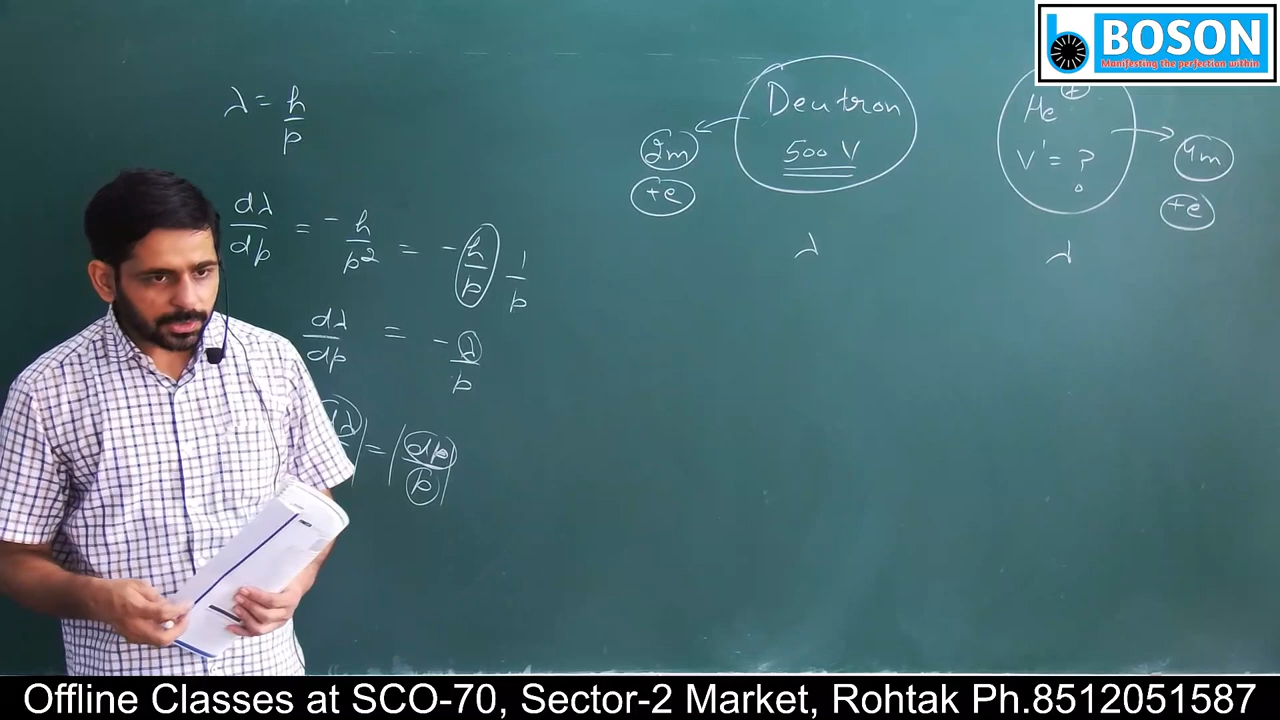 BOSON
Manifesting the perfection within
λ = h/p
dλ/dp = - h/p² = - h/p 1/p
dλ/dp = - λ/p
dλ | = | dp/p |
Deutron
500 V
2m
+e
λ
He +
V' = ?
4m
+e
λ
Offline Classes at SCO-70, Sector-2 Market, Rohtak Ph.8512051587